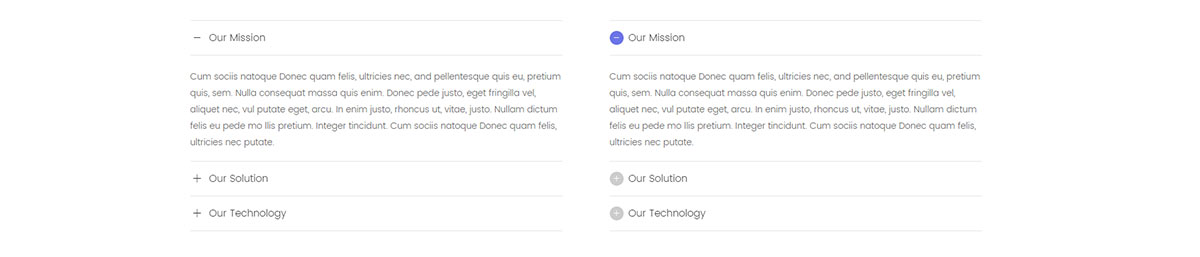 Our Mission
Cum sociis natoque Donec quam felis, ultricies nec, and pellentesque quis eu, pretium
quis, sem. Nulla consequat massa quis enim. Donec pede justo, eget fringilla vel,
aliquet nec, vul putate eget, arcu. In enim justo, rhoncus ut, vitae, justo. Nullam dictum
felis eu pede mo llis pretium. Integer tincidunt. Cum sociis natoque Donec quam felis,
ultricies nec putate.
Our Solution
Our Technology
Our Mission
Cum sociis natoque Donec quam felis, ultricies nec, and pellentesque quis eu, pretium
quis, sem. Nulla consequat massa quis enim. Donec pede justo, eget fringilla vel,
aliquet nec, vul putate eget, arcu. In enim justo, rhoncus ut, vitae, justo. Nullam dictum
felis eu pede mo llis pretium. Integer tincidunt. Cum sociis natoque Donec quam felis,
ultricies nec putate.
Our Solution
Our Technology